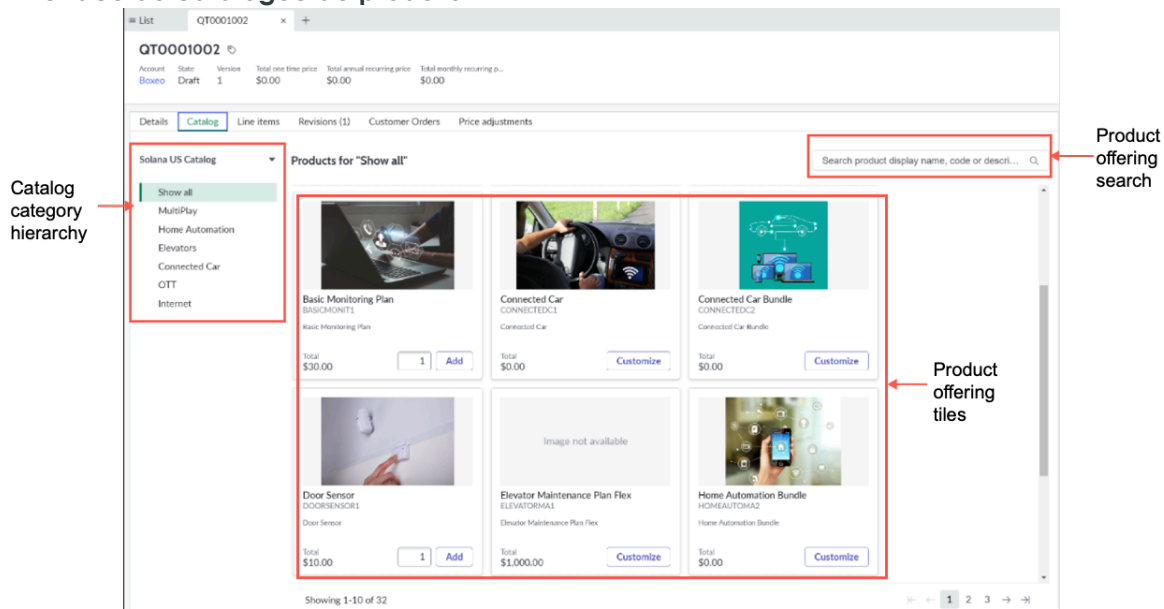 List
QT0001002
QT0001002
Account State Version Total one time price Total annual recurring price Total monthly recurring p...
Boxeo Draft 1 $0.00 $0.00 $0.00
Details Catalog Line items Revisions (1) Customer Orders Price adjustments
Solana US Catalog
Products for "Show all"
Search product display name, code or descri...
Product
offering
search
Catalog
category
hierarchy
Show all
MultiPlay
Home Automation
Elevators
Connected Car
OTT
Internet
Basic Monitoring Plan
BASICMONIT1
Basic Monitoring Plan
Total
$30.00 1 Add
Connected Car
CONNECTEDC1
Connected Car
Total
$0.00 Customize
Connected Car Bundle
CONNECTEDC2
Connected Car Bundle
Total
$0.00 Customize
Product
offering
tiles
Door Sensor
DOORSENSOR1
Door Sensor
Total
$10.00 1 Add
Image not available
Elevator Maintenance Plan Flex
ELEVATORMA1
Elevator Maintenance Plan Flex
Total
$1,000.00 Customize
Home Automation Bundle
HOMEAUTOMA2
Home Automation Bundle
Total
$0.00 Customize
Showing 1-10 of 32
1 2 3